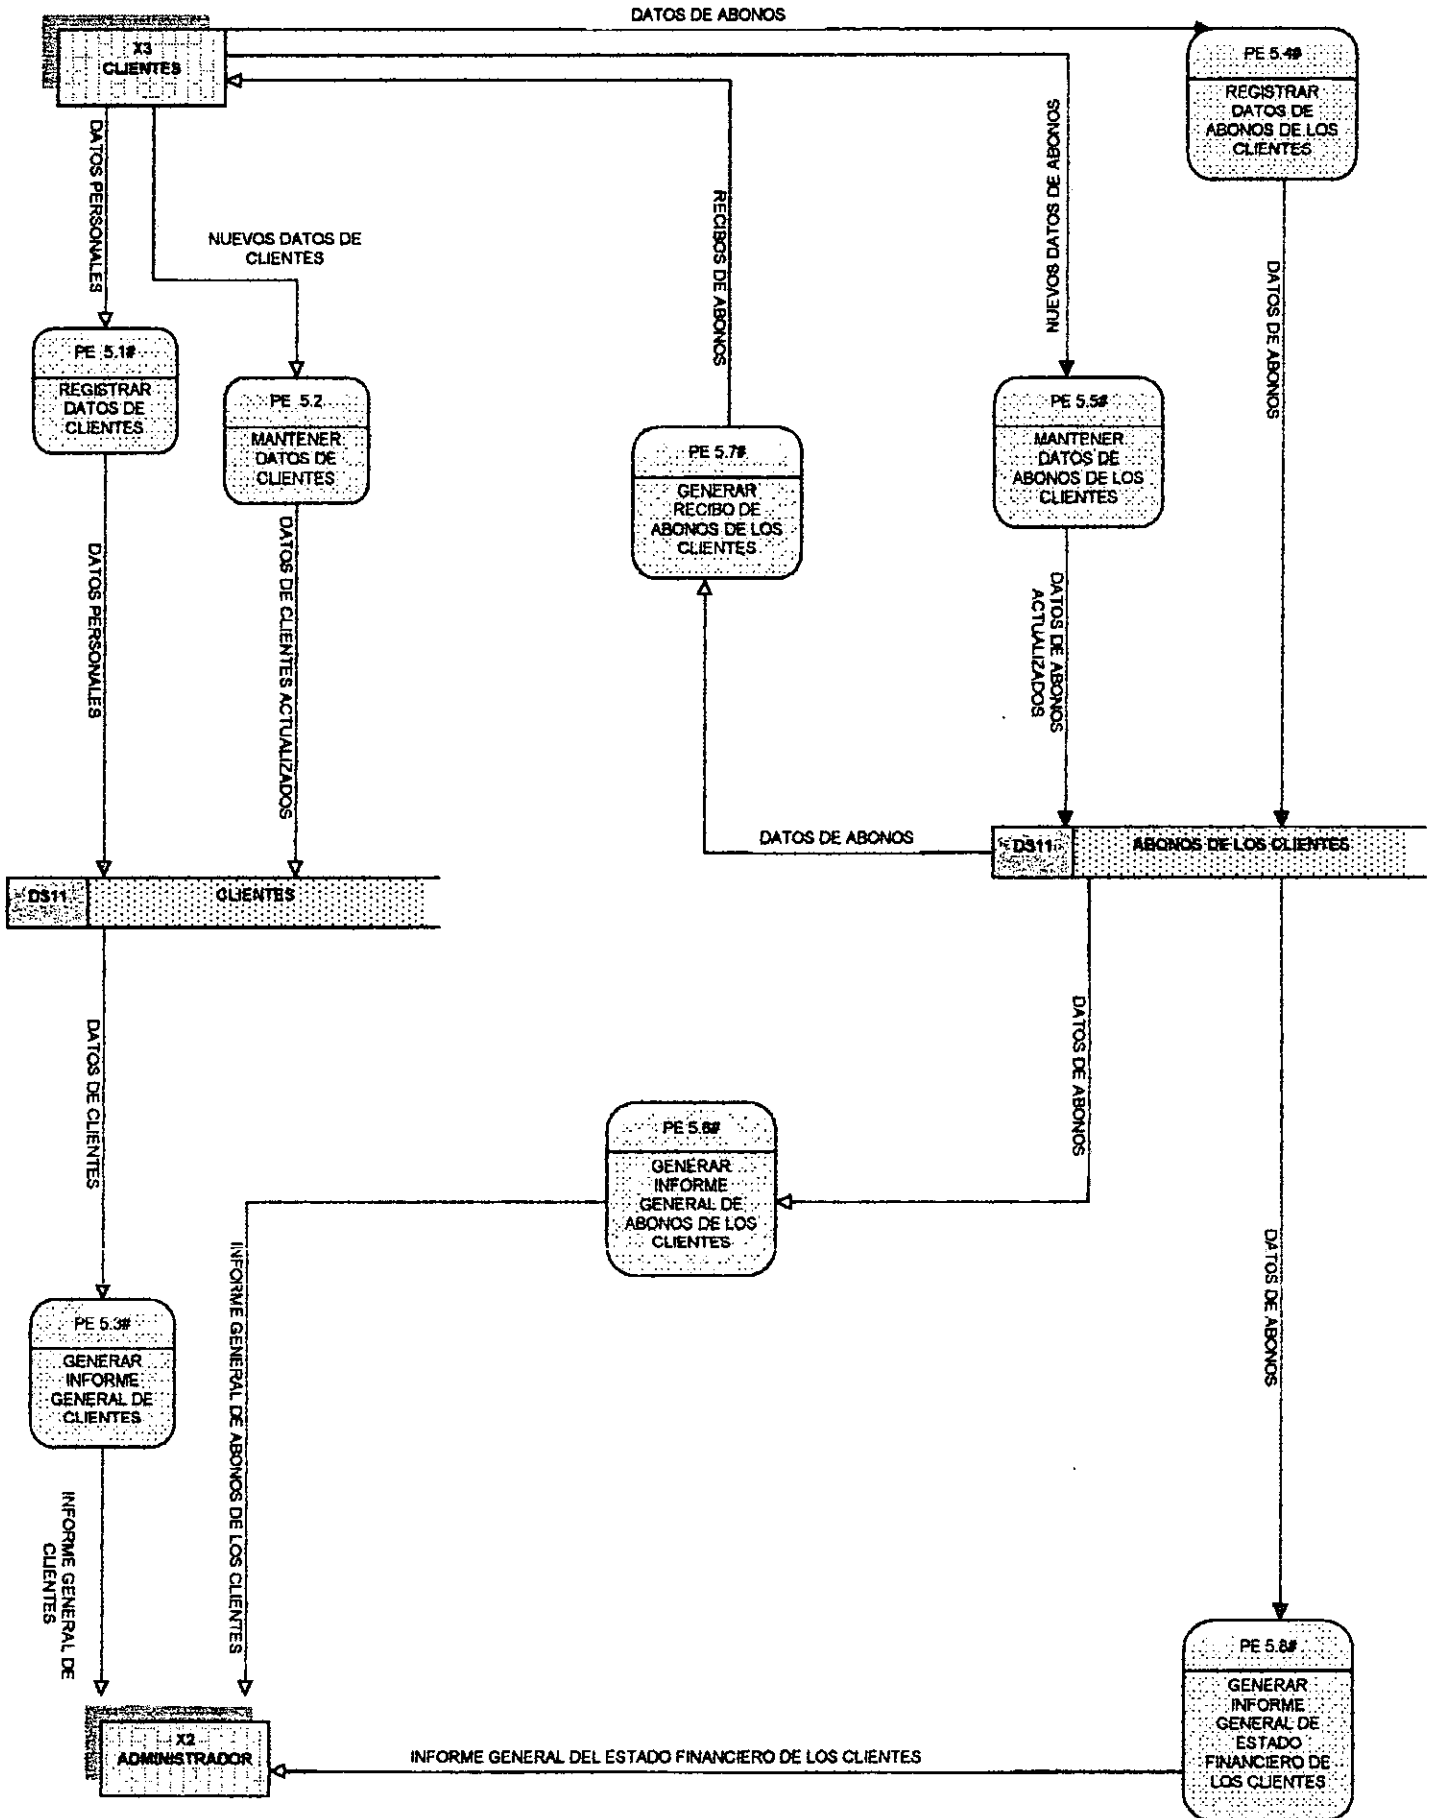 DATOS DE ABONOS
X3
CLIENTES
PE 5.4#
REGISTRAR
DATOS DE
ABONOS DE LOS
CLIENTES
DATOS PERSONALES
NUEVOS DATOS DE
CLIENTES
RECIBOS DE ABONOS
NUEVOS DATOS DE ABONOS
DATOS DE ABONOS
PE 5.1#
REGISTRAR
DATOS DE
CLIENTES
PE 5.2
MANTENER
DATOS DE
CLIENTES
PE 5.7#
GENERAR
RECIBO DE
ABONOS DE LOS
CLIENTES
PE 5.5#
MANTENER
DATOS DE
ABONOS DE LOS
CLIENTES
DATOS PERSONALES
DATOS DE CLIENTES ACTUALIZADOS
DATOS DE ABONOS
ACTUALIZADOS
DATOS DE ABONOS
DS11
ABONOS DE LOS CLIENTES
DS11
CLIENTES
DATOS DE CLIENTES
DATOS DE ABONOS
DATOS DE ABONOS
PE 5.6#
GENERAR
INFORME
GENERAL DE
ABONOS DE LOS
CLIENTES
INFORME GENERAL DE ABONOS DE LOS CLIENTES
PE 5.3#
GENERAR
INFORME
GENERAL DE
CLIENTES
INFORME GENERAL DE
CLIENTES
PE 5.8#
GENERAR
INFORME
GENERAL DE
ESTADO
FINANCIERO DE
LOS CLIENTES
X2
ADMINISTRADOR
INFORME GENERAL DEL ESTADO FINANCIERO DE LOS CLIENTES